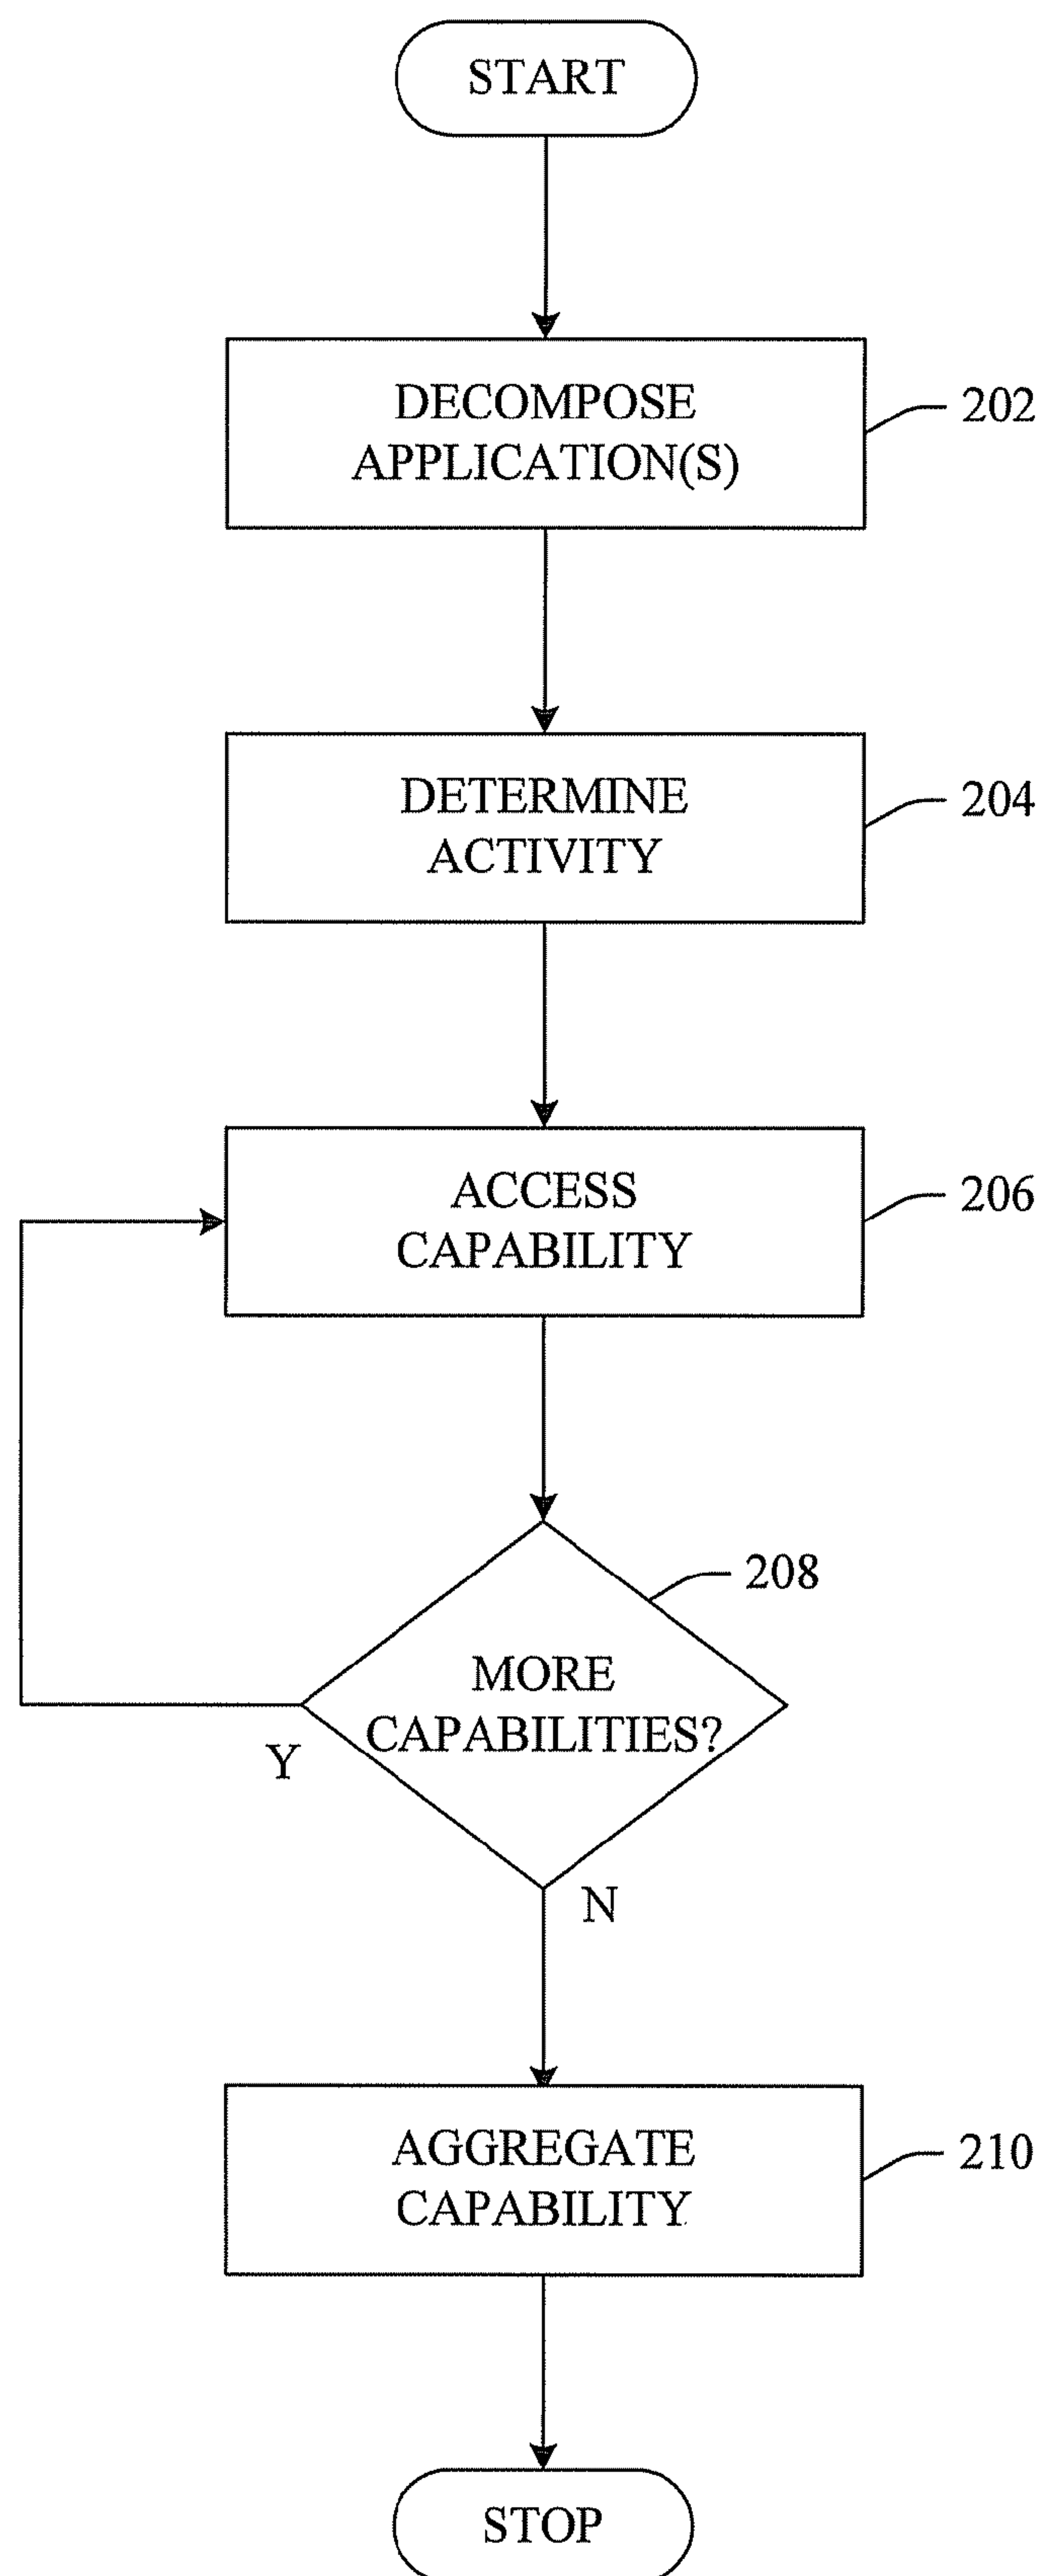 START
DECOMPOSE
APPLICATION(S)
202
DETERMINE
ACTIVITY
204
ACCESS
CAPABILITY
206
208
MORE
CAPABILITIES?
Y
N
AGGREGATE
CAPABILITY
210
STOP